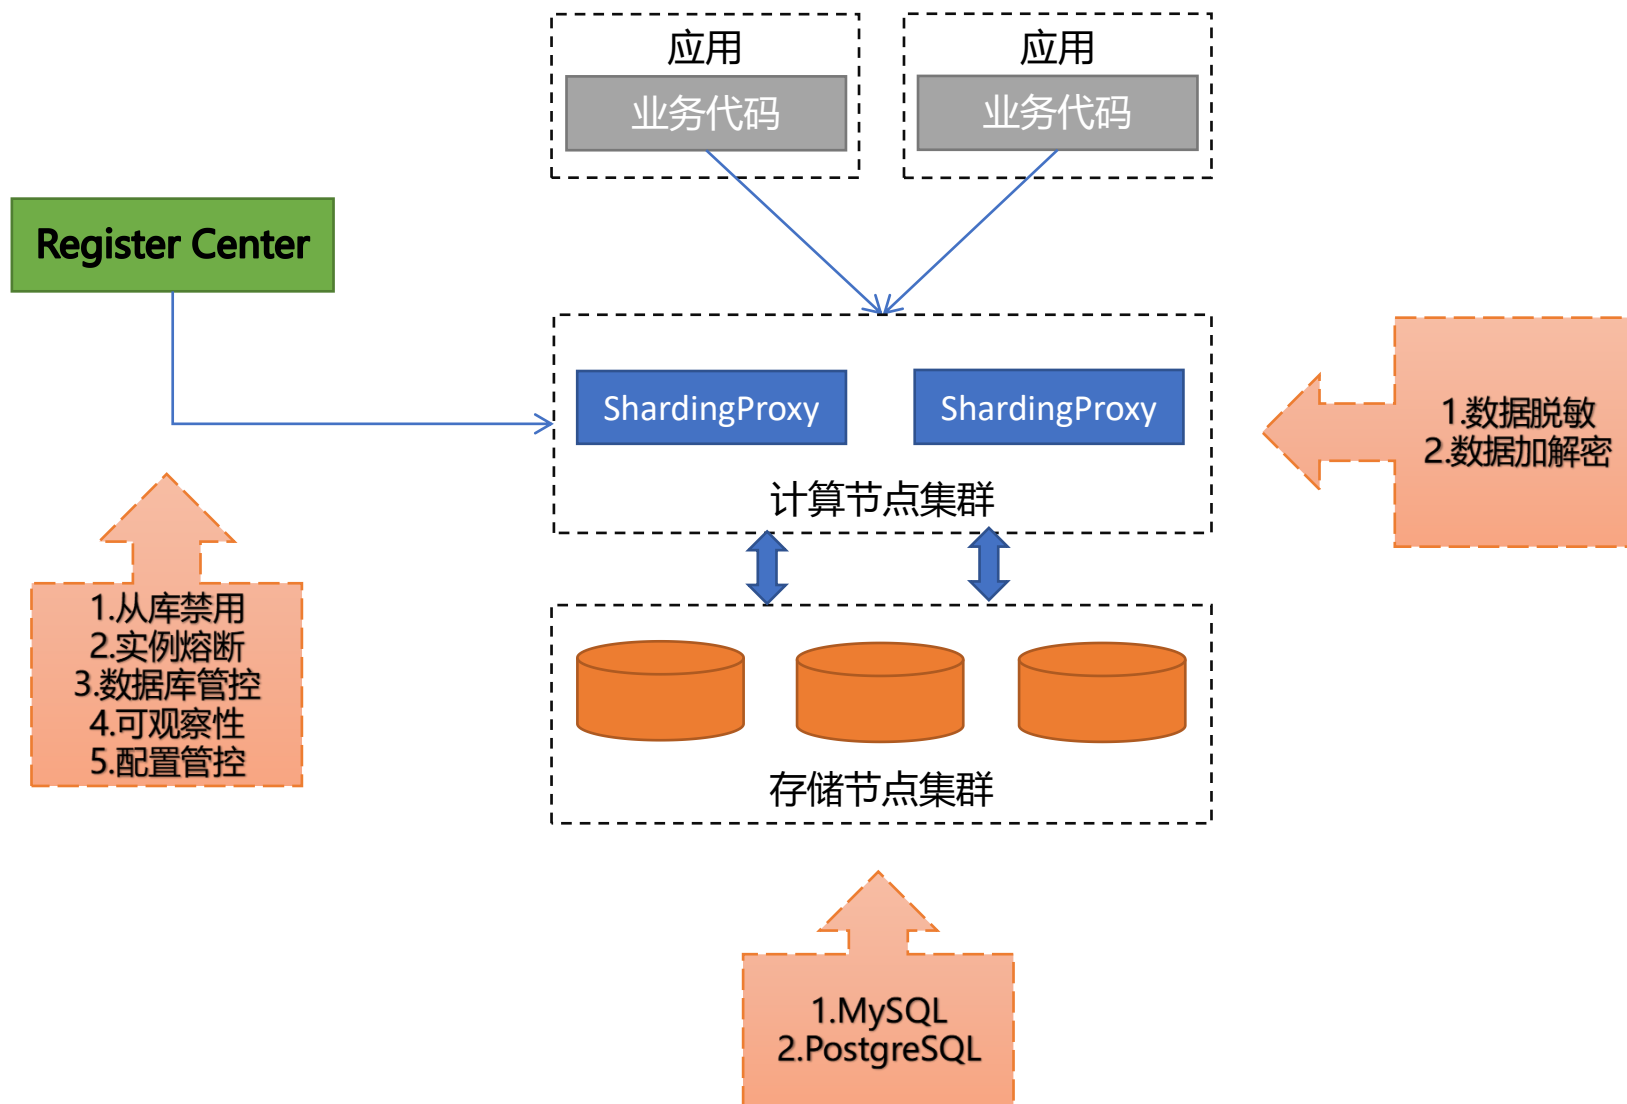 应用
业务代码
应用
业务代码
Register Center
ShardingProxy
ShardingProxy
计算节点集群
1.数据脱敏
2.数据加解密
1.从库禁用
2.实例熔断
3.数据库管控
4.可观察性
5.配置管控
存储节点集群
1.MySQL
2.PostgreSQL